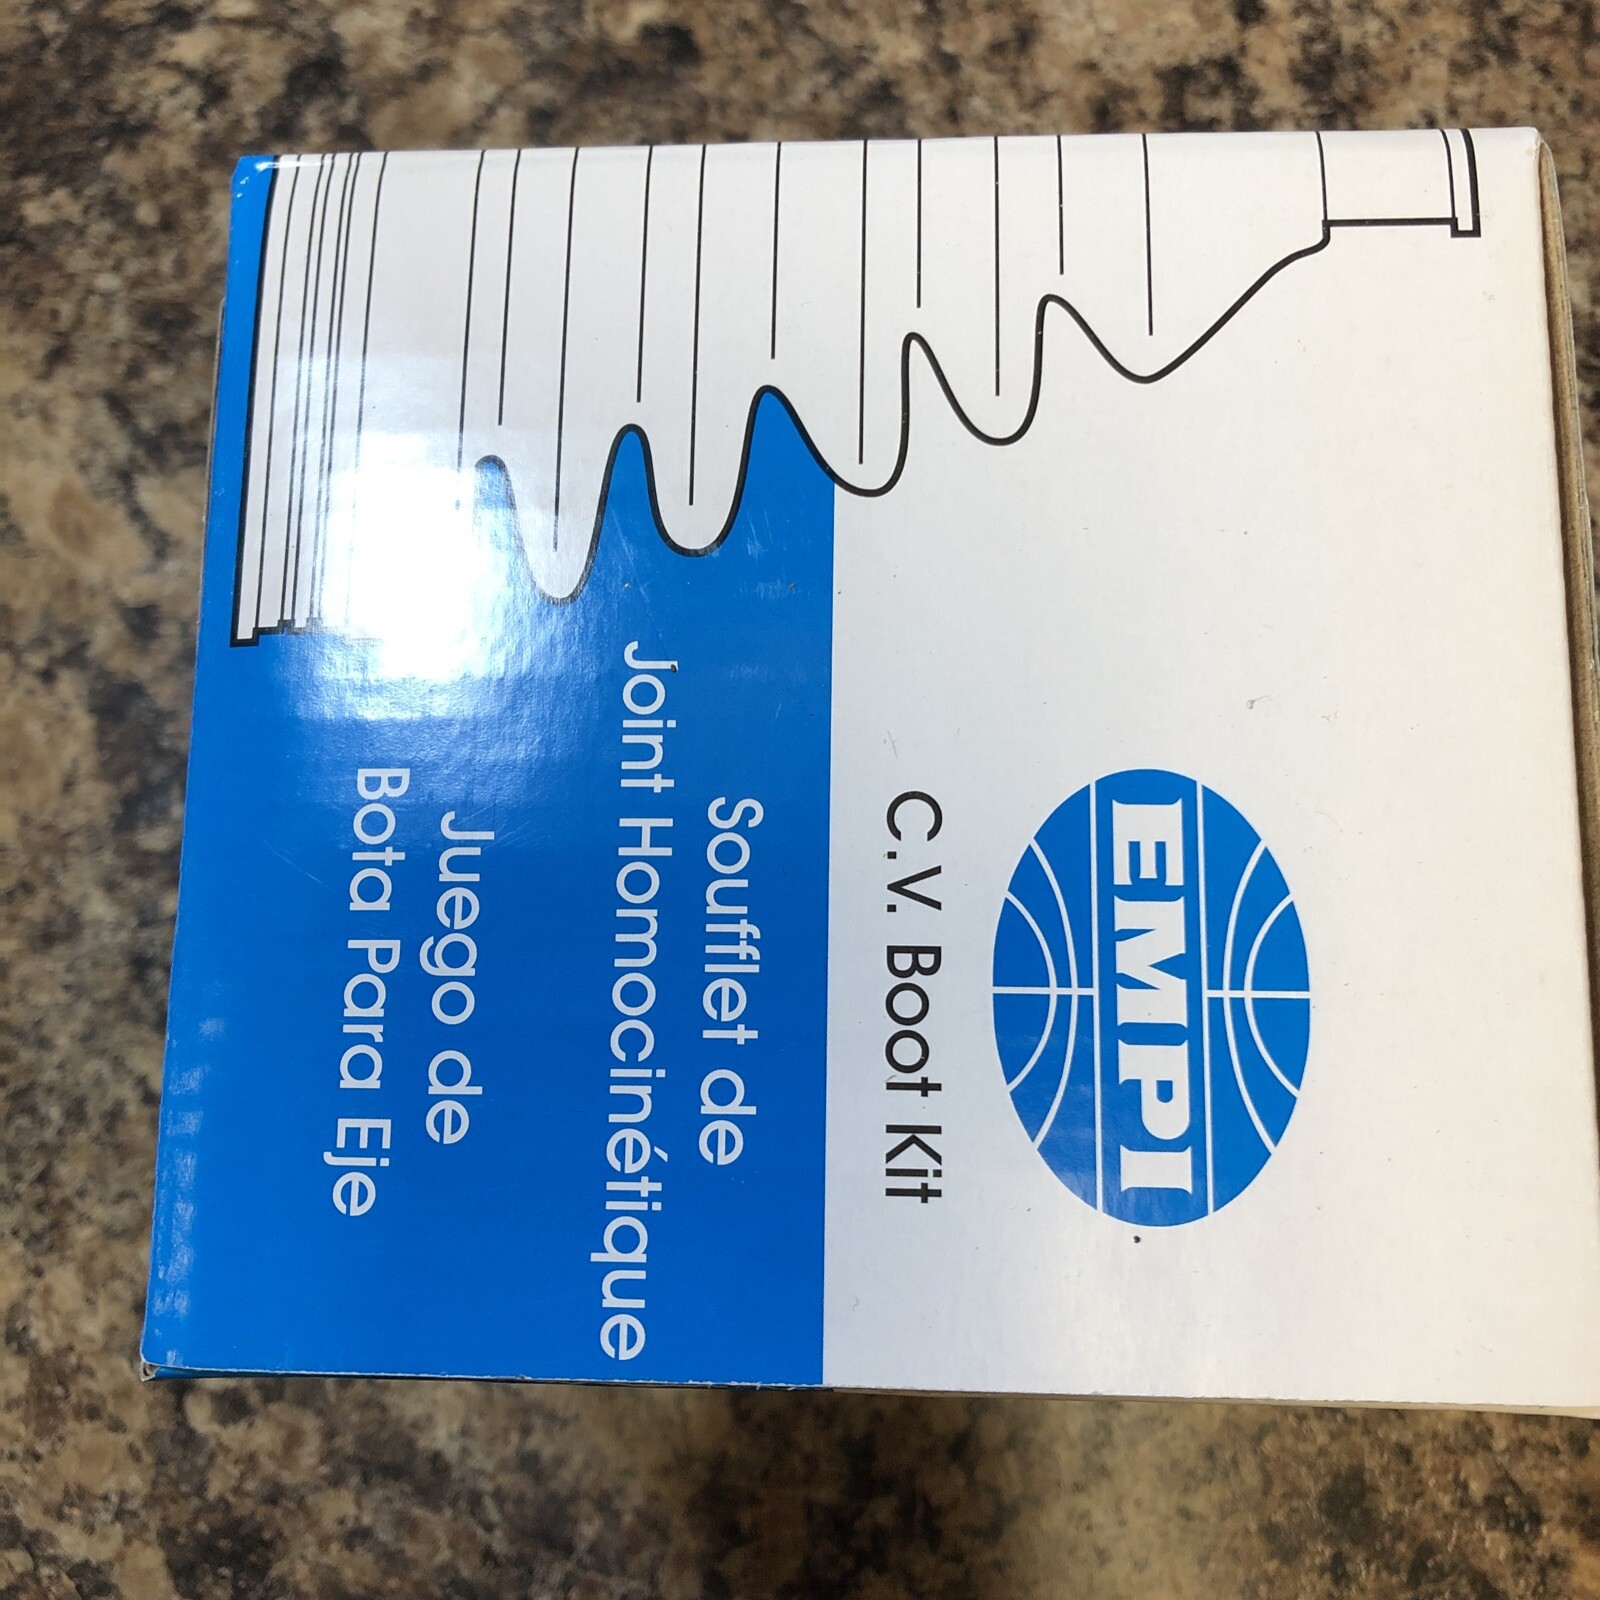 EMPI
C.V. Boot Kit
Soufflet de
Joint Homocinétique
Juego de
Bota Para Eje